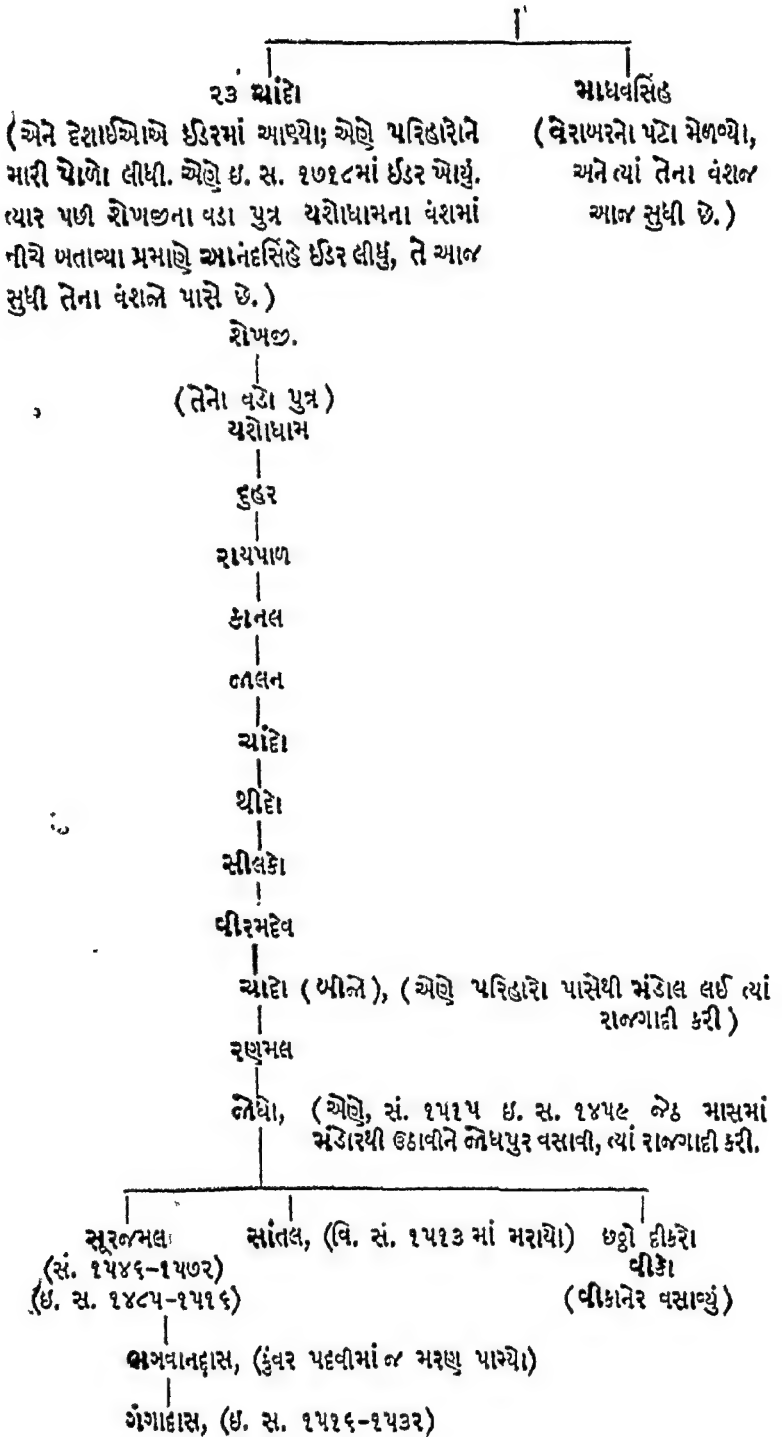 ૨૩ ચાંદો
(એને દેશાઈઓએ ઈડરમાં આણ્યો; એણે પરિહારોને
મારી પોળો લીધી. એણે ઇ. સ. ૧૭૧૮માં ઈડર ખોયું.
ત્યાર પછી શેખજીના વડા પુત્ર યશોધામના વંશમાં
નીચે બતાવ્યા પ્રમાણે આનંદસિંહે ઈડર લીધું, તે આજ
સુધી તેના વંશજો પાસે છે.)
માધવસિંહ
(વેરાબરનો પટો મેળવ્યો,
અને ત્યાં તેના વંશજ
આજ સુધી છે.)
શેખજી.
(તેનો વડો પુત્ર)
યશોધામ
દુહર
રાયપાળ
કાનલ
જાલન
ચાંદો
થીદો
સીલકો
વીરમદેવ
ચાદો (બીજો), (એણે પરિહારો પાસેથી મંડોલ લઈ ત્યાં
રાજગાદી કરી)
રણમલ
જોધો, (એણે, સં. ૧૫૧૫ ઇ. સ. ૧૪૫૯ જેઠ માસમાં
મંડોરથી ઉઠાવીને જોધપુર વસાવી, ત્યાં રાજગાદી કરી.
સૂરજમલ
(સં. ૧૫૪૬-૧૫૭૨)
(ઇ. સ. ૧૪૮૫-૧૫૧૬)
સાંતલ, (વિ. સં. ૧૫૧૩ માં મરાયો)
છઠ્ઠો દીકરો
વીકો
(વીકાનેર વસાવ્યું)
ભગવાનદાસ, (કુંવર પદવીમાં જ મરણ પામ્યો)
ગંગાદાસ, (ઇ. સ. ૧૫૧૬-૧૫૩૨)